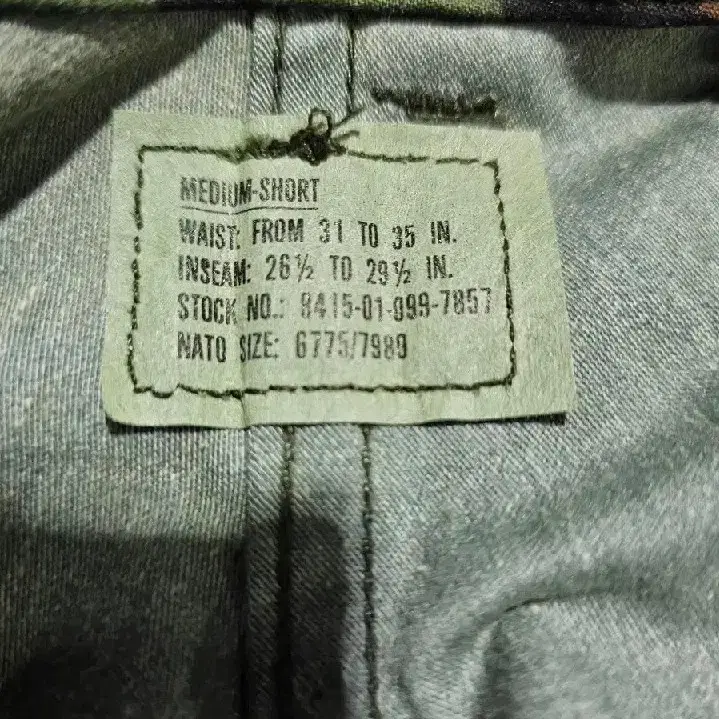 MEDIUM-SHORT
WAIST: FROM 31 TO 35 IN.
INSEAM: 26½ TO 29½ IN.
STOCK NO.: 8415-01-099-7857
NATO SIZE: 6775/7989